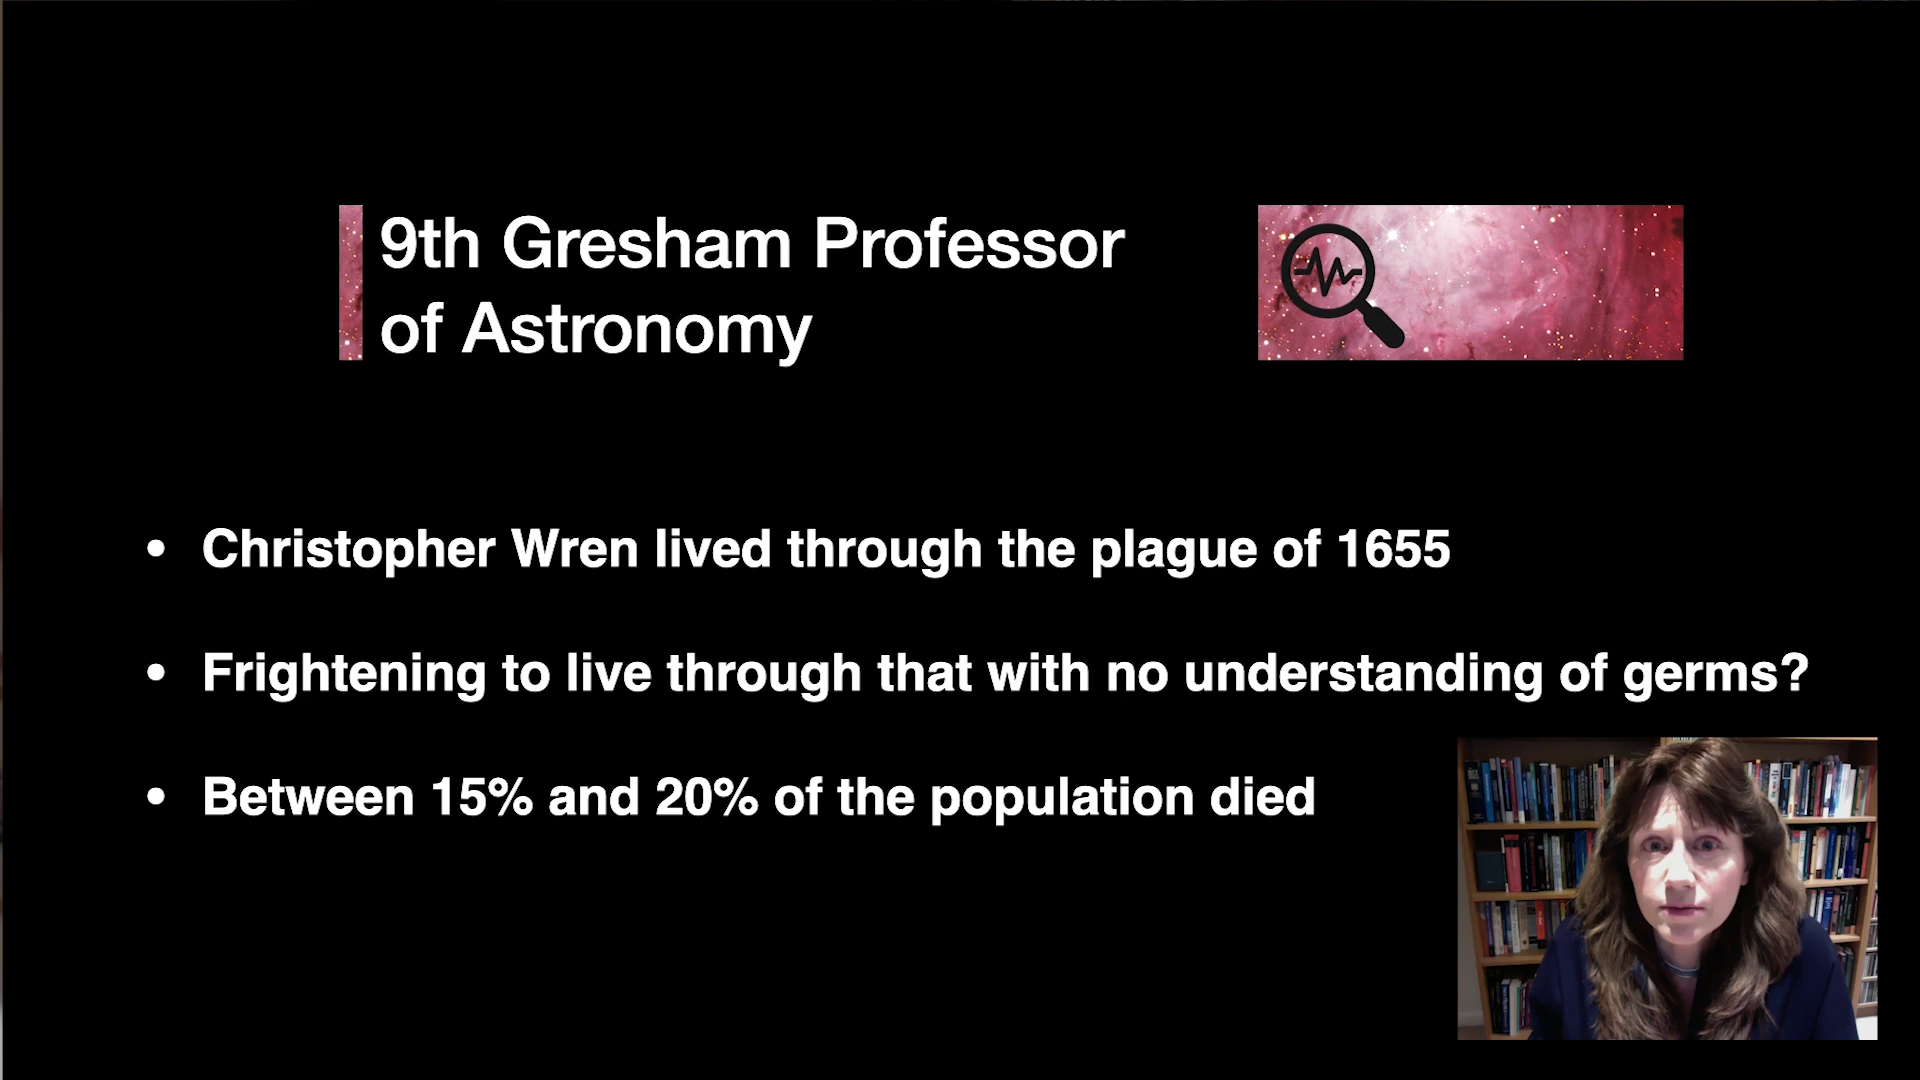 9th Gresham Professor
of Astronomy
• Christopher Wren lived through the plague of 1655
• Frightening to live through that with no understanding of germs?
• Between 15% and 20% of the population died